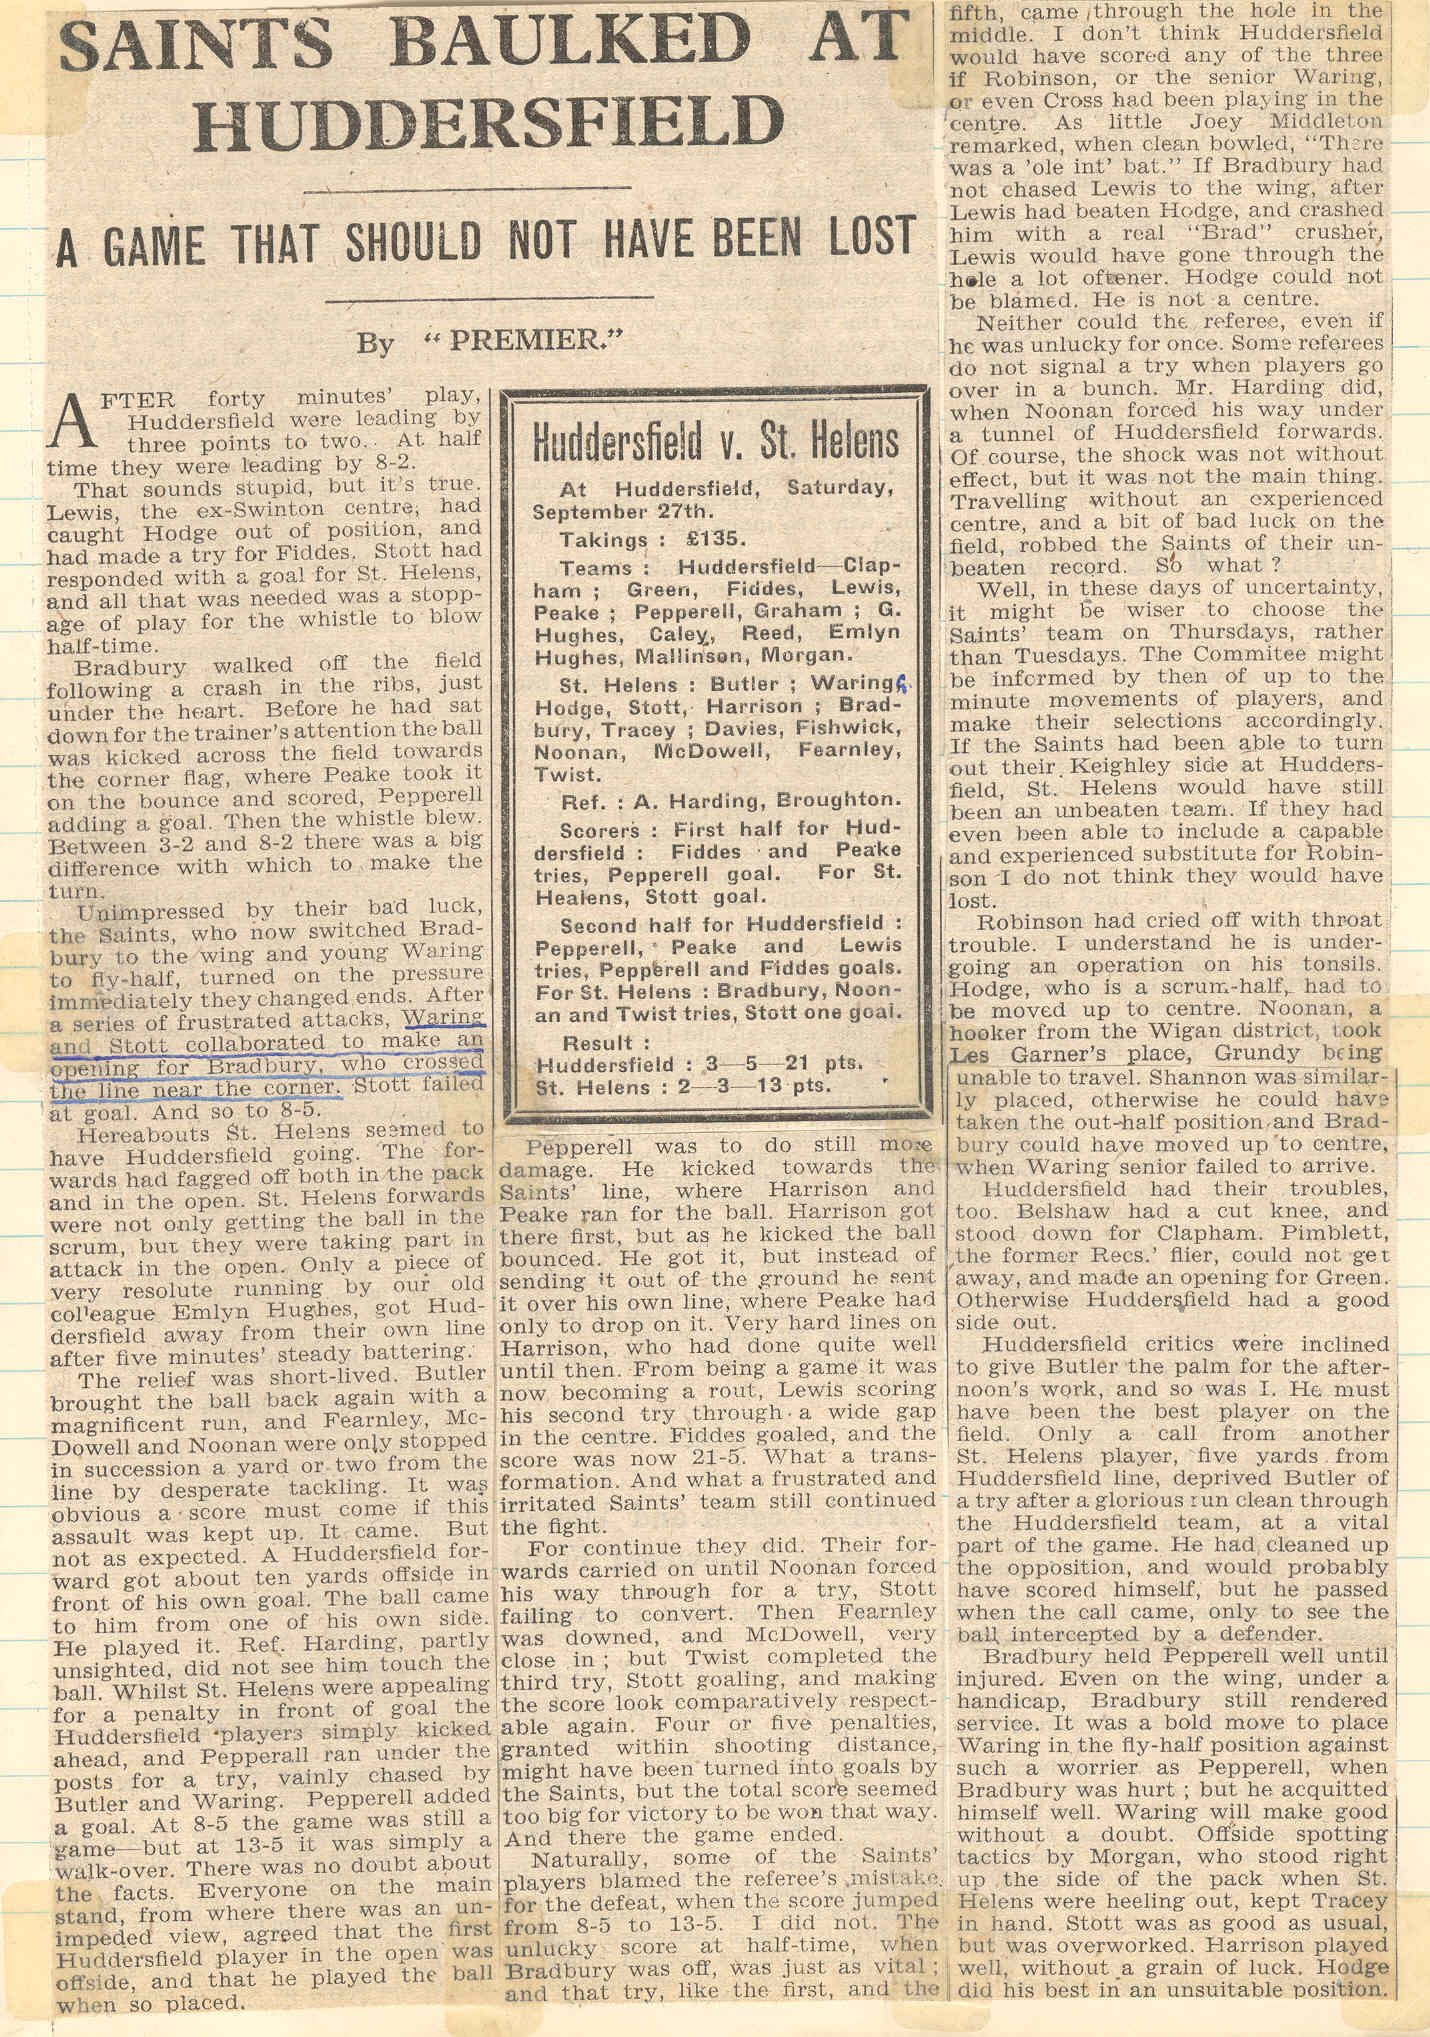 SAINTS BAULKED AT
HUDDERSFIELD
A GAME THAT SHOULD NOT HAVE BEEN LOST
By "PREMIER."
AFTER forty minutes' play,
Huddersfield were leading by
three points to two. At half
time they were leading by 8-2.
That sounds stupid, but it's true.
Lewis, the ex-Swinton centre, had
caught Hodge out of position, and
had made a try for Fiddes. Stott had
responded with a goal for St. Helens,
and all that was needed was a stopp-
age of play for the whistle to blow
half-time.
Bradbury walked off the field
following a crash in the ribs, just
under the heart. Before he had sat
down for the trainer's attention the ball
was kicked across the field towards
the corner flag, where Peake took it
on the bounce and scored, Pepperell
adding a goal. Then the whistle blew.
Between 3-2 and 8-2 there was a big
difference with which to make the
turn.
Unimpressed by their bad luck,
the Saints, who now switched Brad-
bury to the wing and young Waring
to fly-half, turned on the pressure
immediately they changed ends. After
a series of frustrated attacks, Waring
and Stott collaborated to make an
opening for Bradbury, who crossed
the line near the corner. Stott failed
at goal. And so to 8-5.
Hereabouts St. Helens seemed to
have Huddersfield going. The for-
wards had fagged off both in the pack
and in the open. St. Helens forwards
were not only getting the ball in the
scrum, but they were taking part in
attack in the open. Only a piece of
very resolute running by our old
colleague Emlyn Hughes, got Hud-
dersfield away from their own line
after five minutes' steady battering.
The relief was short-lived. Butler
brought the ball back again with a
magnificent run, and Fearnley, Mc-
Dowell and Noonan were only stopped
in succession a yard or two from the
line by desperate tackling. It was
obvious a score must come if this
assault was kept up. It came. But
not as expected. A Huddersfield for-
ward got about ten yards offside in
front of his own goal. The ball came
to him from one of his own side.
He played it. Ref. Harding, partly
unsighted, did not see him touch the
ball. Whilst St. Helens were appealing
for a penalty in front of goal the
Huddersfield players simply kicked
ahead, and Pepperall ran under the
posts for a try, vainly chased by
Butler and Waring. Pepperell added
a goal. At 8-5 the game was still a
game—but at 13-5 it was simply a
walk-over. There was no doubt about
the facts. Everyone on the main
stand, from where there was an un-
impeded view, agreed that the first
Huddersfield player in the open was
offside, and that he played the ball
when so placed.
Huddersfield v. St. Helens
At Huddersfield, Saturday,
September 27th.
Takings : £135.
Teams : Huddersfield—Clap-
ham ; Green, Fiddes, Lewis,
Peake ; Pepperell, Graham ; G.
Hughes, Caley, Reed, Emlyn
Hughes, Mallinson, Morgan.
St. Helens : Butler ; Waring,
Hodge, Stott, Harrison ; Brad-
bury, Tracey ; Davies, Fishwick,
Noonan, McDowell, Fearnley,
Twist.
Ref. : A. Harding, Broughton.
Scorers : First half for Hud-
dersfield : Fiddes and Peake
tries, Pepperell goal. For St.
Healens, Stott goal.
Second half for Huddersfield :
Pepperell, Peake and Lewis
tries, Pepperell and Fiddes goals.
For St. Helens : Bradbury, Noon-
an and Twist tries, Stott one goal.
Result :
Huddersfield : 3—5—21 pts.
St. Helens : 2—3—13 pts.
Pepperell was to do still more
damage. He kicked towards the
Saints' line, where Harrison and
Peake ran for the ball. Harrison got
there first, but as he kicked the ball
bounced. He got it, but instead of
sending it out of the ground he sent
it over his own line, where Peake had
only to drop on it. Very hard lines on
Harrison, who had done quite well
until then. From being a game it was
now becoming a rout, Lewis scoring
his second try through a wide gap
in the centre. Fiddes goaled, and the
score was now 21-5. What a trans-
formation. And what a frustrated and
irritated Saints' team still continued
the fight.
For continue they did. Their for-
wards carried on until Noonan forced
his way through for a try, Stott
failing to convert. Then Fearnley
was downed, and McDowell, very
close in ; but Twist completed the
third try, Stott goaling, and making
the score look comparatively respect-
able again. Four or five penalties,
granted within shooting distance,
might have been turned into goals by
the Saints, but the total score seemed
too big for victory to be won that way.
And there the game ended.
Naturally, some of the Saints'
players blamed the referee's mistake
for the defeat, when the score jumped
from 8-5 to 13-5. I did not. The
unlucky score at half-time, when
Bradbury was off, was just as vital ;
and that try, like the first, and the
fifth, came through the hole in the
middle. I don't think Huddersfield
would have scored any of the three
if Robinson, or the senior Waring,
or even Cross had been playing in the
centre. As little Joey Middleton
remarked, when clean bowled, "There
was a 'ole int' bat." If Bradbury had
not chased Lewis to the wing, after
Lewis had beaten Hodge, and crashed
him with a real "Brad" crusher,
Lewis would have gone through the
hole a lot oftener. Hodge could not
be blamed. He is not a centre.
Neither could the referee, even if
he was unlucky for once. Some referees
do not signal a try when players go
over in a bunch. Mr. Harding did,
when Noonan forced his way under
a tunnel of Huddersfield forwards.
Of course, the shock was not without
effect, but it was not the main thing.
Travelling without an experienced
centre, and a bit of bad luck on the
field, robbed the Saints of their un-
beaten record. So what ?
Well, in these days of uncertainty,
it might be wiser to choose the
Saints' team on Thursdays, rather
than Tuesdays. The Commitee might
be informed by then of up to the
minute movements of players, and
make their selections accordingly.
If the Saints had been able to turn
out their Keighley side at Hudders-
field, St. Helens would have still
been an unbeaten team. If they had
even been able to include a capable
and experienced substitute for Robin-
son I do not think they would have
lost.
Robinson had cried off with throat
trouble. I understand he is under-
going an operation on his tonsils.
Hodge, who is a scrum-half, had to
be moved up to centre. Noonan, a
hooker from the Wigan district, took
Les Garner's place, Grundy being
unable to travel. Shannon was similar-
ly placed, otherwise he could have
taken the out-half position and Brad-
bury could have moved up to centre,
when Waring senior failed to arrive.
Huddersfield had their troubles,
too. Belshaw had a cut knee, and
stood down for Clapham. Pimblett,
the former Recs.' flier, could not get
away, and made an opening for Green.
Otherwise Huddersfield had a good
side out.
Huddersfield critics were inclined
to give Butler the palm for the after-
noon's work, and so was I. He must
have been the best player on the
field. Only a call from another
St. Helens player, five yards from
Huddersfield line, deprived Butler of
a try after a glorious run clean through
the Huddersfield team, at a vital
part of the game. He had cleaned up
the opposition, and would probably
have scored himself, but he passed
when the call came, only to see the
ball intercepted by a defender.
Bradbury held Pepperell well until
injured. Even on the wing, under a
handicap, Bradbury still rendered
service. It was a bold move to place
Waring in the fly-half position against
such a worrier as Pepperell, when
Bradbury was hurt ; but he acquitted
himself well. Waring will make good
without a doubt. Offside spotting
tactics by Morgan, who stood right
up the side of the pack when St.
Helens were heeling out, kept Tracey
in hand. Stott was as good as usual,
but was overworked. Harrison played
well, without a grain of luck. Hodge
did his best in an unsuitable position.